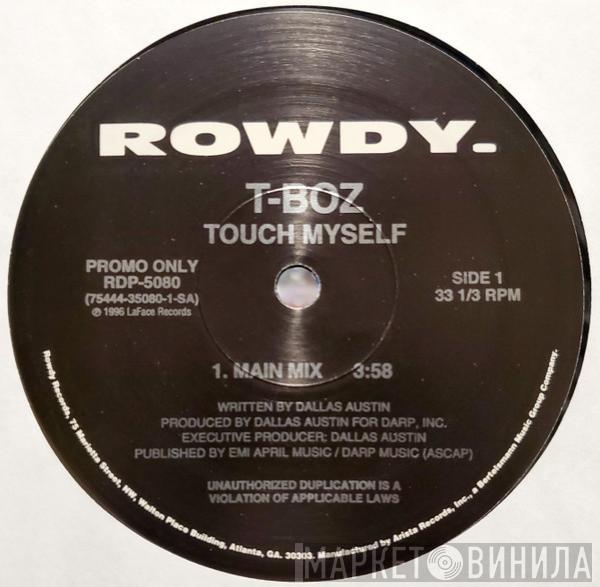 ROWDY.
T-BOZ
TOUCH MYSELF
PROMO ONLY
RDP-5080
(75444-35080-1-SA)
℗ 1996 LaFace Records
SIDE 1
33 1/3 RPM
1. MAIN MIX 3:58
WRITTEN BY DALLAS AUSTIN
PRODUCED BY DALLAS AUSTIN FOR DARP, INC.
EXECUTIVE PRODUCER: DALLAS AUSTIN
PUBLISHED BY EMI APRIL MUSIC / DARP MUSIC (ASCAP)
UNAUTHORIZED DUPLICATION IS A
VIOLATION OF APPLICABLE LAWS
Rowdy Records, 75 Marietta Street, NW, Walton Place Building, Atlanta, GA. 30303. Manufactured by Arista Records, Inc., a Bertelsmann Music Group Company.
МАРКЕТ ВИНИЛА